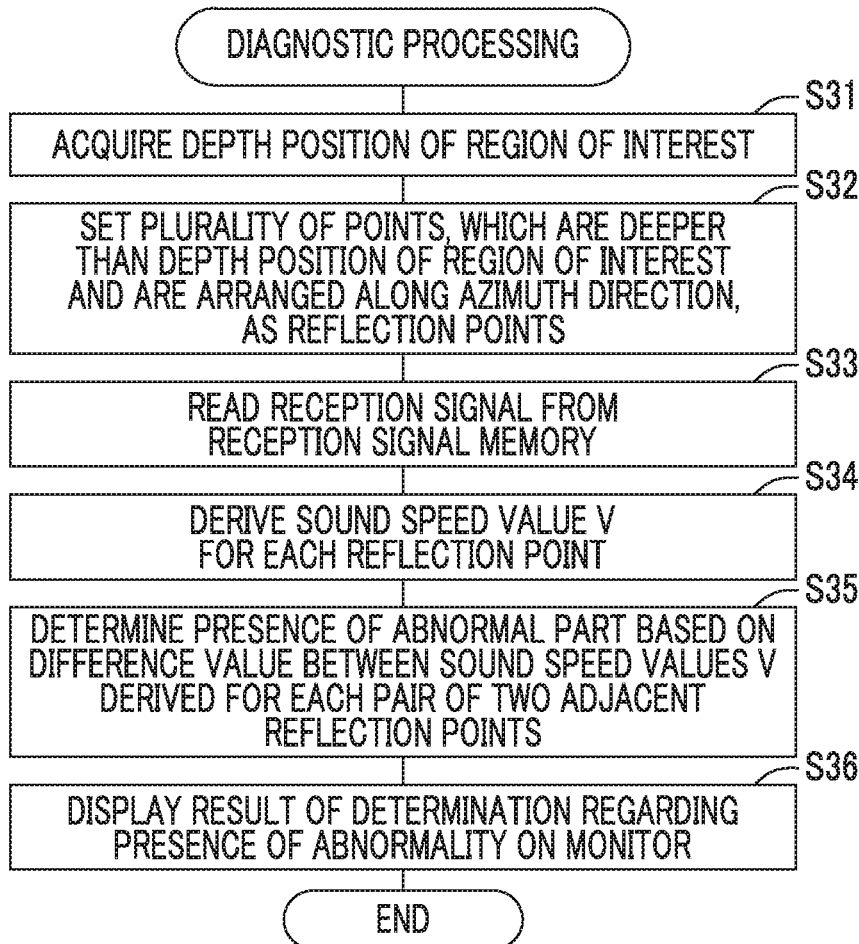 DIAGNOSTIC PROCESSING
S31
ACQUIRE DEPTH POSITION OF REGION OF INTEREST
S32
SET PLURALITY OF POINTS, WHICH ARE DEEPER
THAN DEPTH POSITION OF REGION OF INTEREST
AND ARE ARRANGED ALONG AZIMUTH DIRECTION,
AS REFLECTION POINTS
S33
READ RECEPTION SIGNAL FROM
RECEPTION SIGNAL MEMORY
S34
DERIVE SOUND SPEED VALUE V
FOR EACH REFLECTION POINT
S35
DETERMINE PRESENCE OF ABNORMAL PART BASED ON
DIFFERENCE VALUE BETWEEN SOUND SPEED VALUES V
DERIVED FOR EACH PAIR OF TWO ADJACENT
REFLECTION POINTS
S36
DISPLAY RESULT OF DETERMINATION REGARDING
PRESENCE OF ABNORMALITY ON MONITOR
END